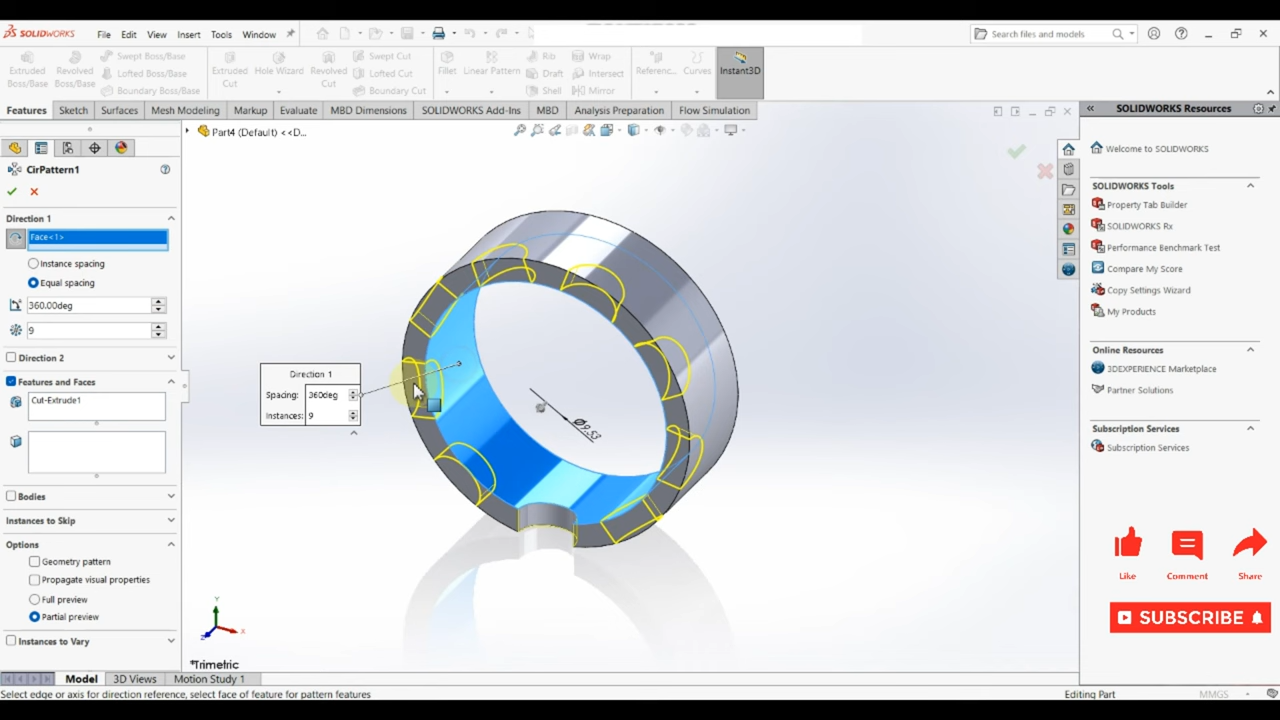 SOLIDWORKS File Edit View Insert Tools Window Search files and models
Extruded Boss/Base Revolved Boss/Base Swept Boss/Base Lofted Boss/Base Boundary Boss/Base Extruded Cut Hole Wizard Revolved Cut Swept Cut Lofted Cut Boundary Cut Fillet Linear Pattern Rib Draft Shell Wrap Intersect Mirror Referenc... Curves Instant3D
Features Sketch Surfaces Mesh Modeling Markup Evaluate MBD Dimensions SOLIDWORKS Add-Ins MBD Analysis Preparation Flow Simulation
SOLIDWORKS Resources
Part4 (Default) <<D...
CirPattern1
Direction 1
Face<1>
Instance spacing
Equal spacing
360.00deg
9
Direction 2
Features and Faces
Cut-Extrude1
Bodies
Instances to Skip
Options
Geometry pattern
Propagate visual properties
Full preview
Partial preview
Instances to Vary
Direction 1
Spacing: 360deg
Instances: 9
Ø9.53
Y
X
Z
*Trimetric
Welcome to SOLIDWORKS
SOLIDWORKS Tools
Property Tab Builder
SOLIDWORKS Rx
Performance Benchmark Test
Compare My Score
Copy Settings Wizard
My Products
Online Resources
3DEXPERIENCE Marketplace
Partner Solutions
Subscription Services
Subscription Services
Like Comment Share
SUBSCRIBE
Model 3D Views Motion Study 1
Select edge or axis for direction reference, select face of feature for pattern features Editing Part MMGS